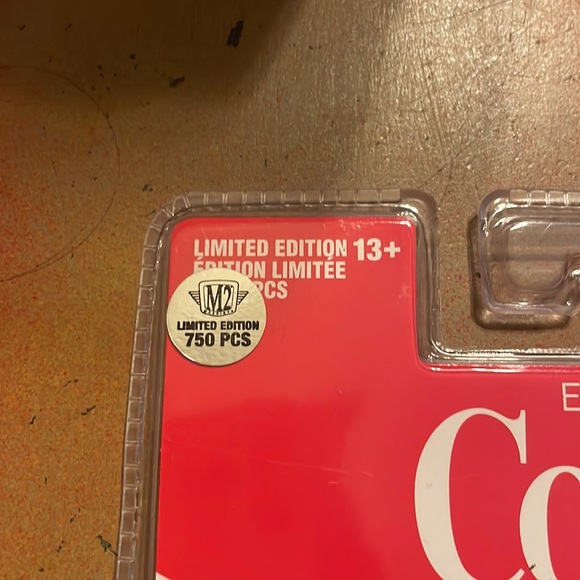 LIMITED EDITION 13+
ÉDITION LIMITÉE
PCS
M2
LIMITED EDITION
750 PCS
E
Co